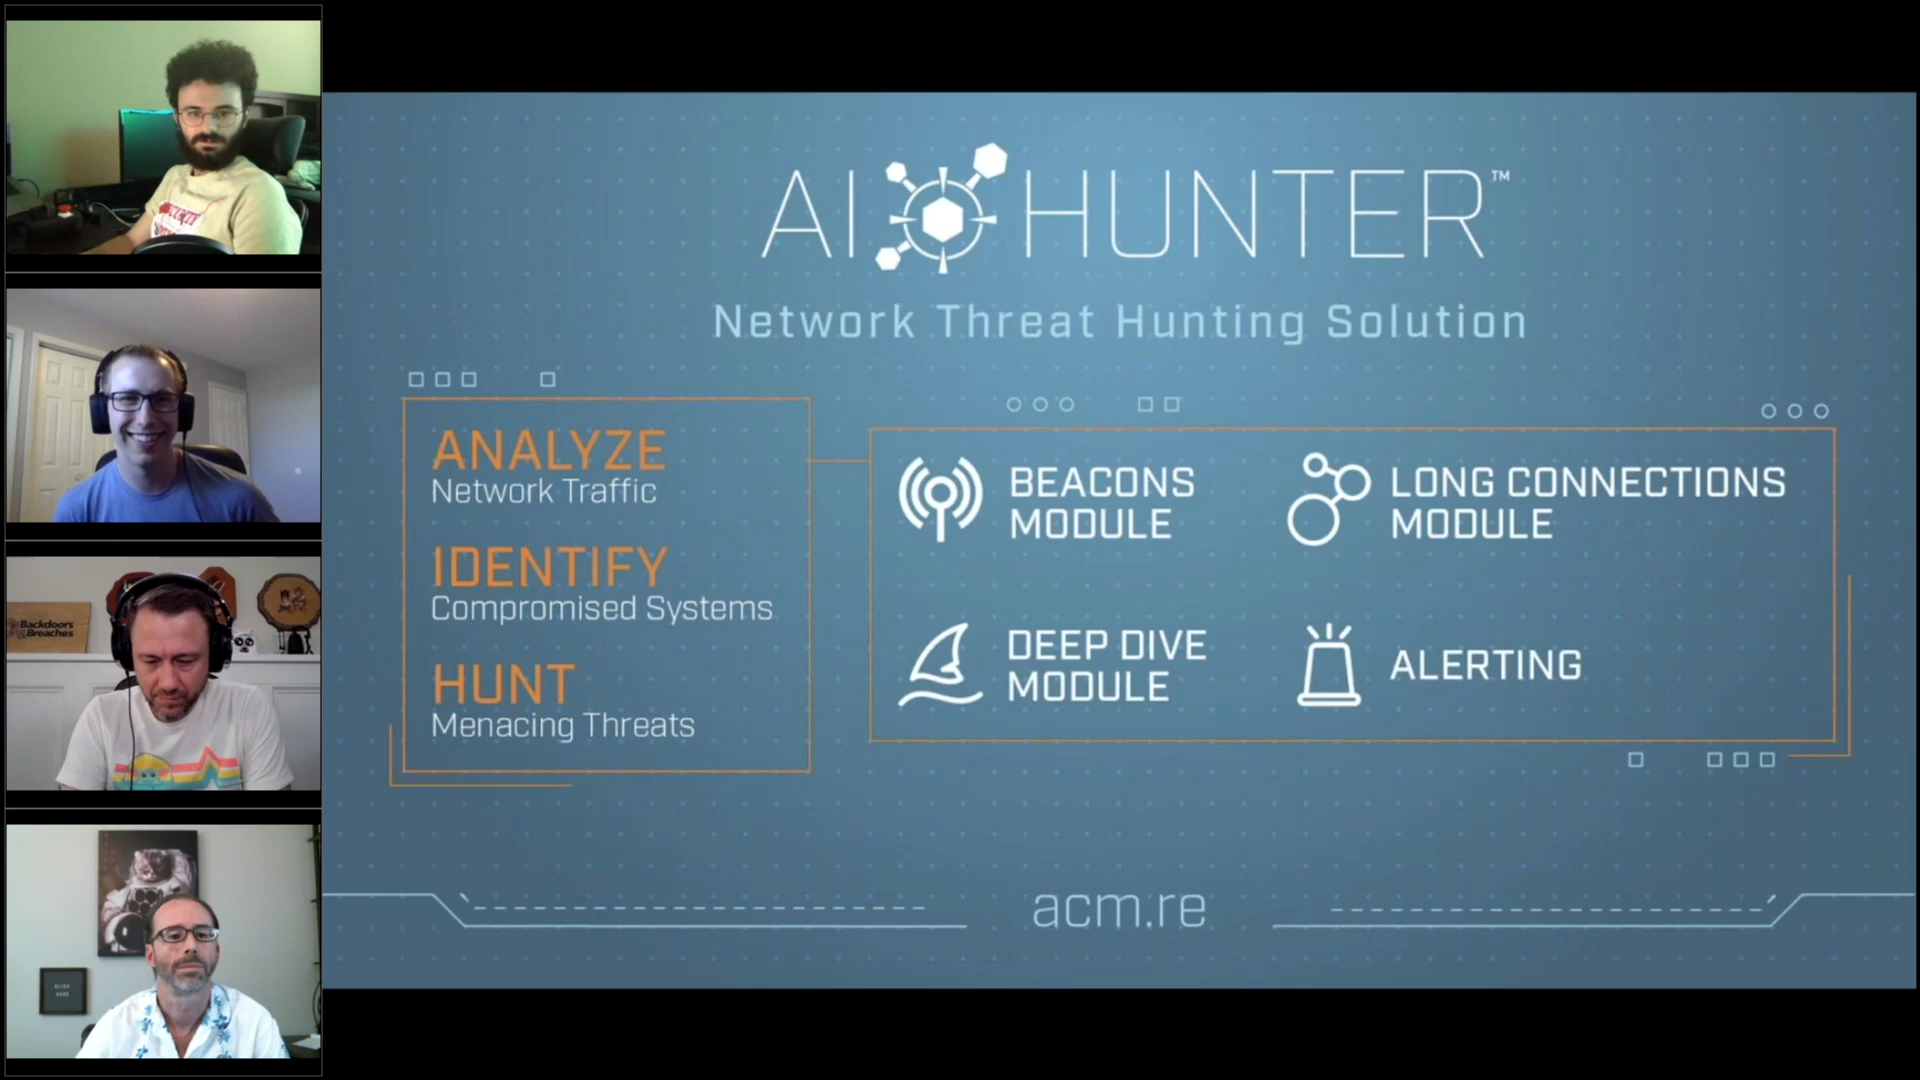 AI HUNTER™
Network Threat Hunting Solution
ANALYZE
Network Traffic
IDENTIFY
Compromised Systems
HUNT
Menacing Threats
BEACONS
MODULE
LONG CONNECTIONS
MODULE
DEEP DIVE
MODULE
ALERTING
acm.re
Backdoors
& Breaches